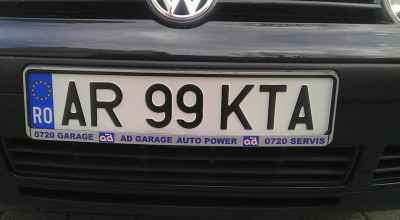 AR 99 KTA
RO
0720 GARAGE ad AD GARAGE AUTO POWER ad 0720 SERVIS